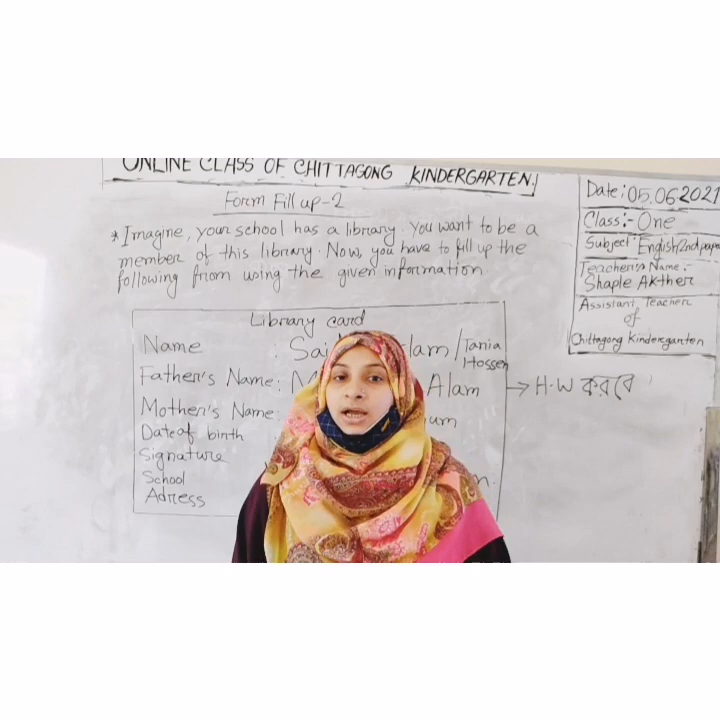 ONLINE CLASS OF CHITTAGONG KINDERGARTEN
Form Fill up-2
* Imagine, your school has a library. You want to be a
member of this library. Now, you have to fill up the
following from using the given information
Library card
Name : Alam/Tania
Hossen
Father's Name : Alam
Mother's Name :
Date of birth
Signature
School
Adress
→ H.W করবে
Date: 05.06.2021
Class:- One
Subject: English/2nd paper
Teacher's Name:-
Shaple Akther
Assistant Teacher
of
Chittagong Kindergarten